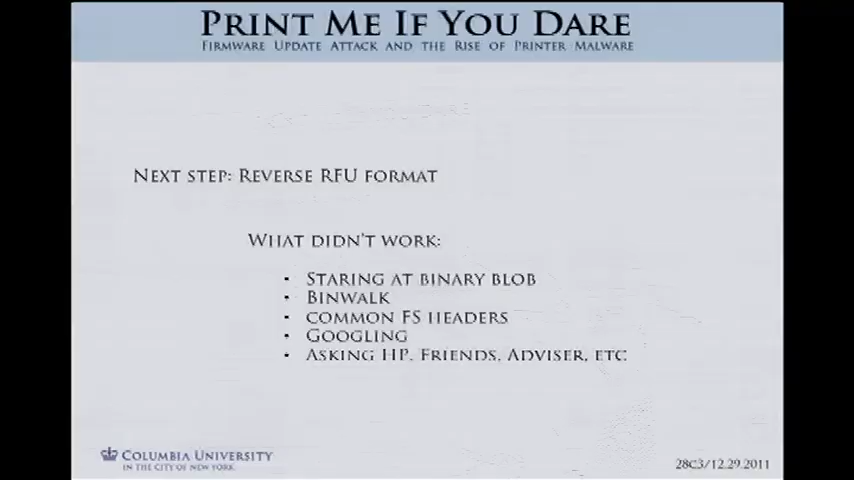 Print Me If You Dare
Firmware Update Attack and the Rise of Printer Malware
Next step: Reverse RFU format
What didn't work:
• Staring at binary blob
• Binwalk
• common FS headers
• Googling
• Asking HP, Friends, Adviser, etc
Columbia University
In the City of New York
28C3/12.29.2011